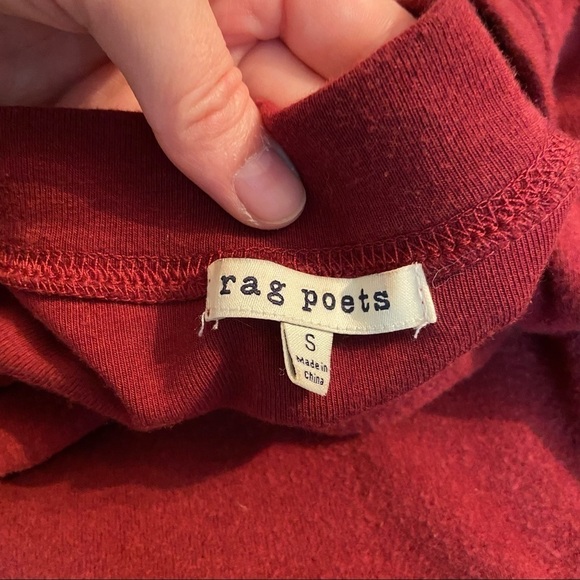 rag poets
S
Made in
China